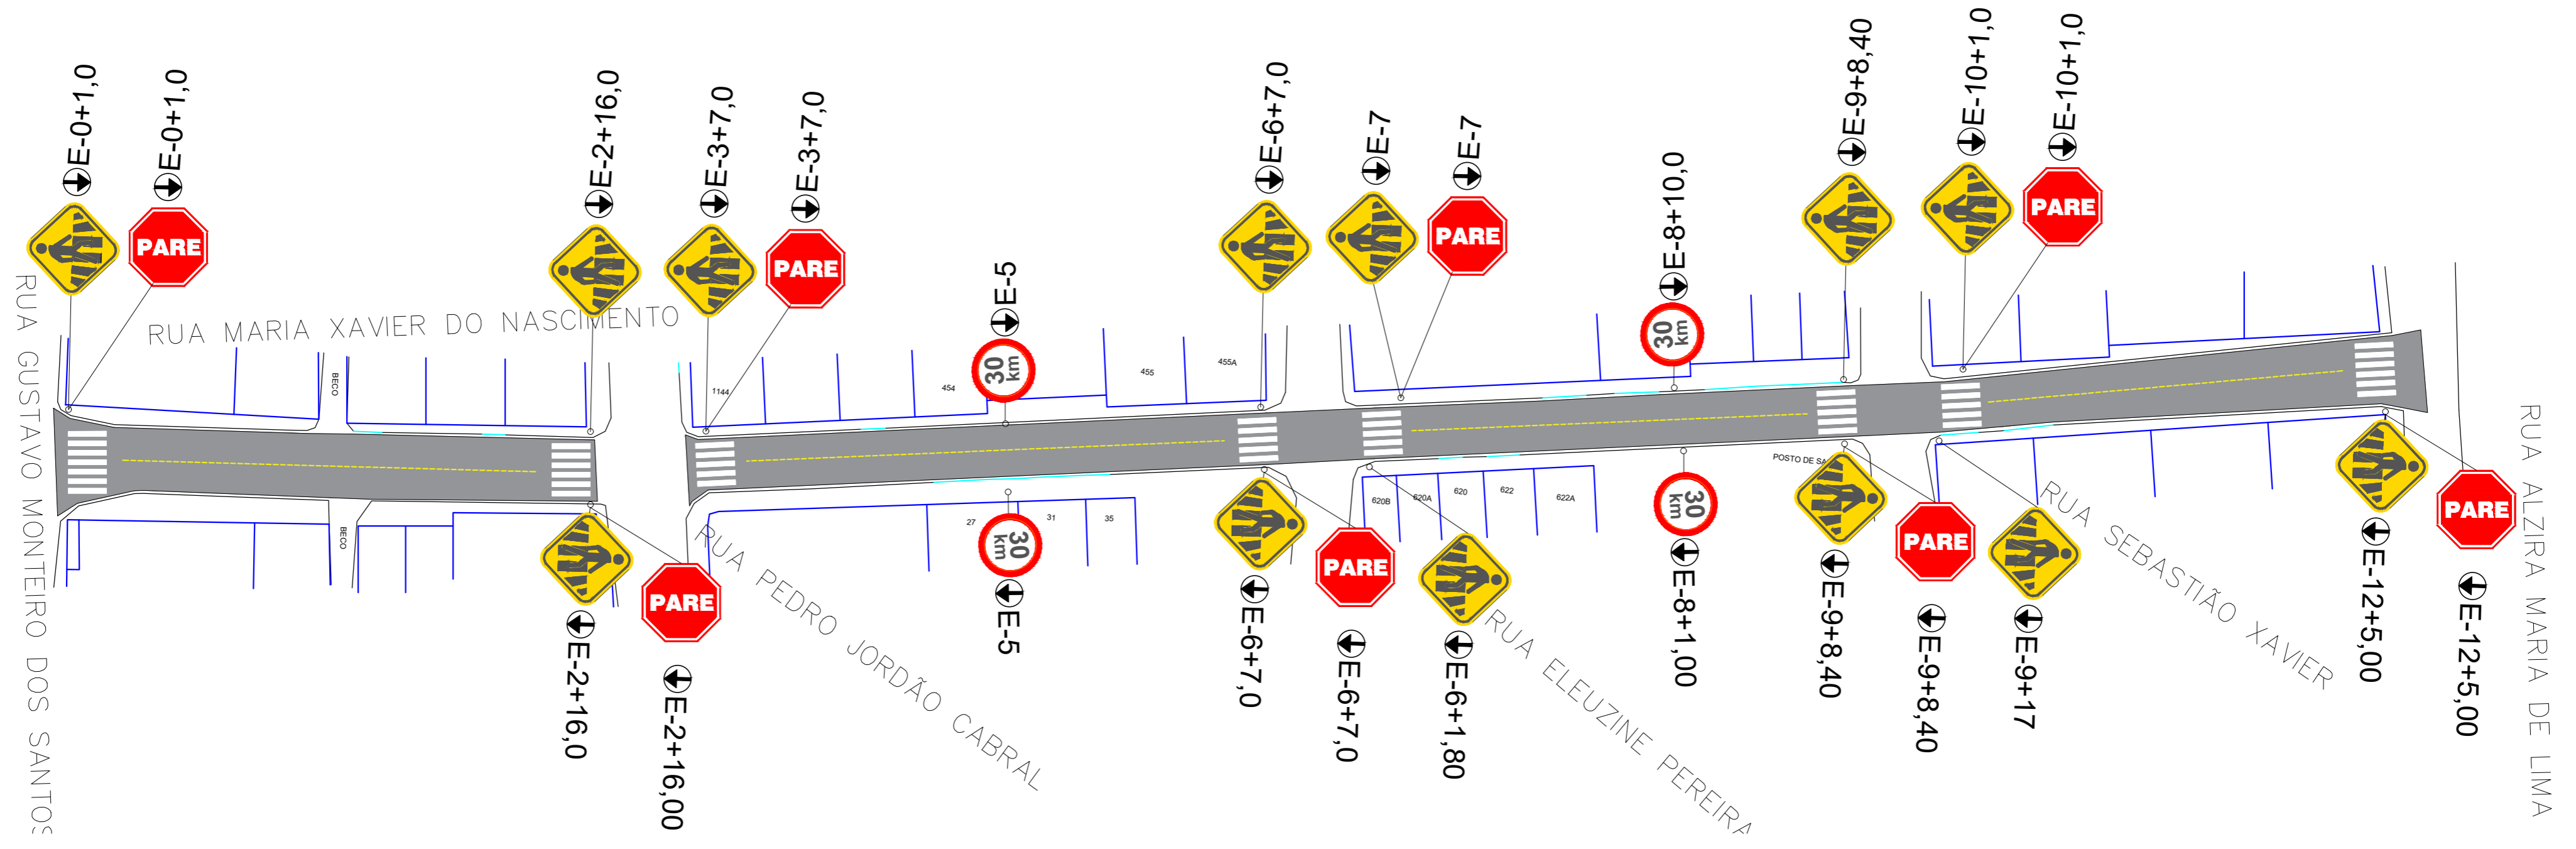 E-0+1,0
E-0+1,0
E-2+16,0
E-3+7,0
E-3+7,0
E-5
E-6+7,0
E-7
E-7
E-8+10,0
E-9+8,40
E-10+1,0
E-10+1,0
PARE
PARE
30
km
PARE
30
km
PARE
RUA GUSTAVO MONTEIRO DOS SANTOS
RUA MARIA XAVIER DO NASCIMENTO
BECO
1144
454
455
455A
BECO
27
31
35
620B
620A
620
622
622A
POSTO DE
RUA ALZIRA MARIA DE LIMA
PARE
30
km
PARE
30
PARE
PARE
RUA PEDRO JORDÃO CABRAL
RUA ELEUZINE PEREIRA
RUA SEBASTIÃO XAVIER
E-2+16,0
E-2+16,00
E-5
E-6+7,0
E-6+7,0
E-6+1,80
E-8+1,00
E-9+8,40
E-9+8,40
E-9+17
E-12+5,00
E-12+5,00